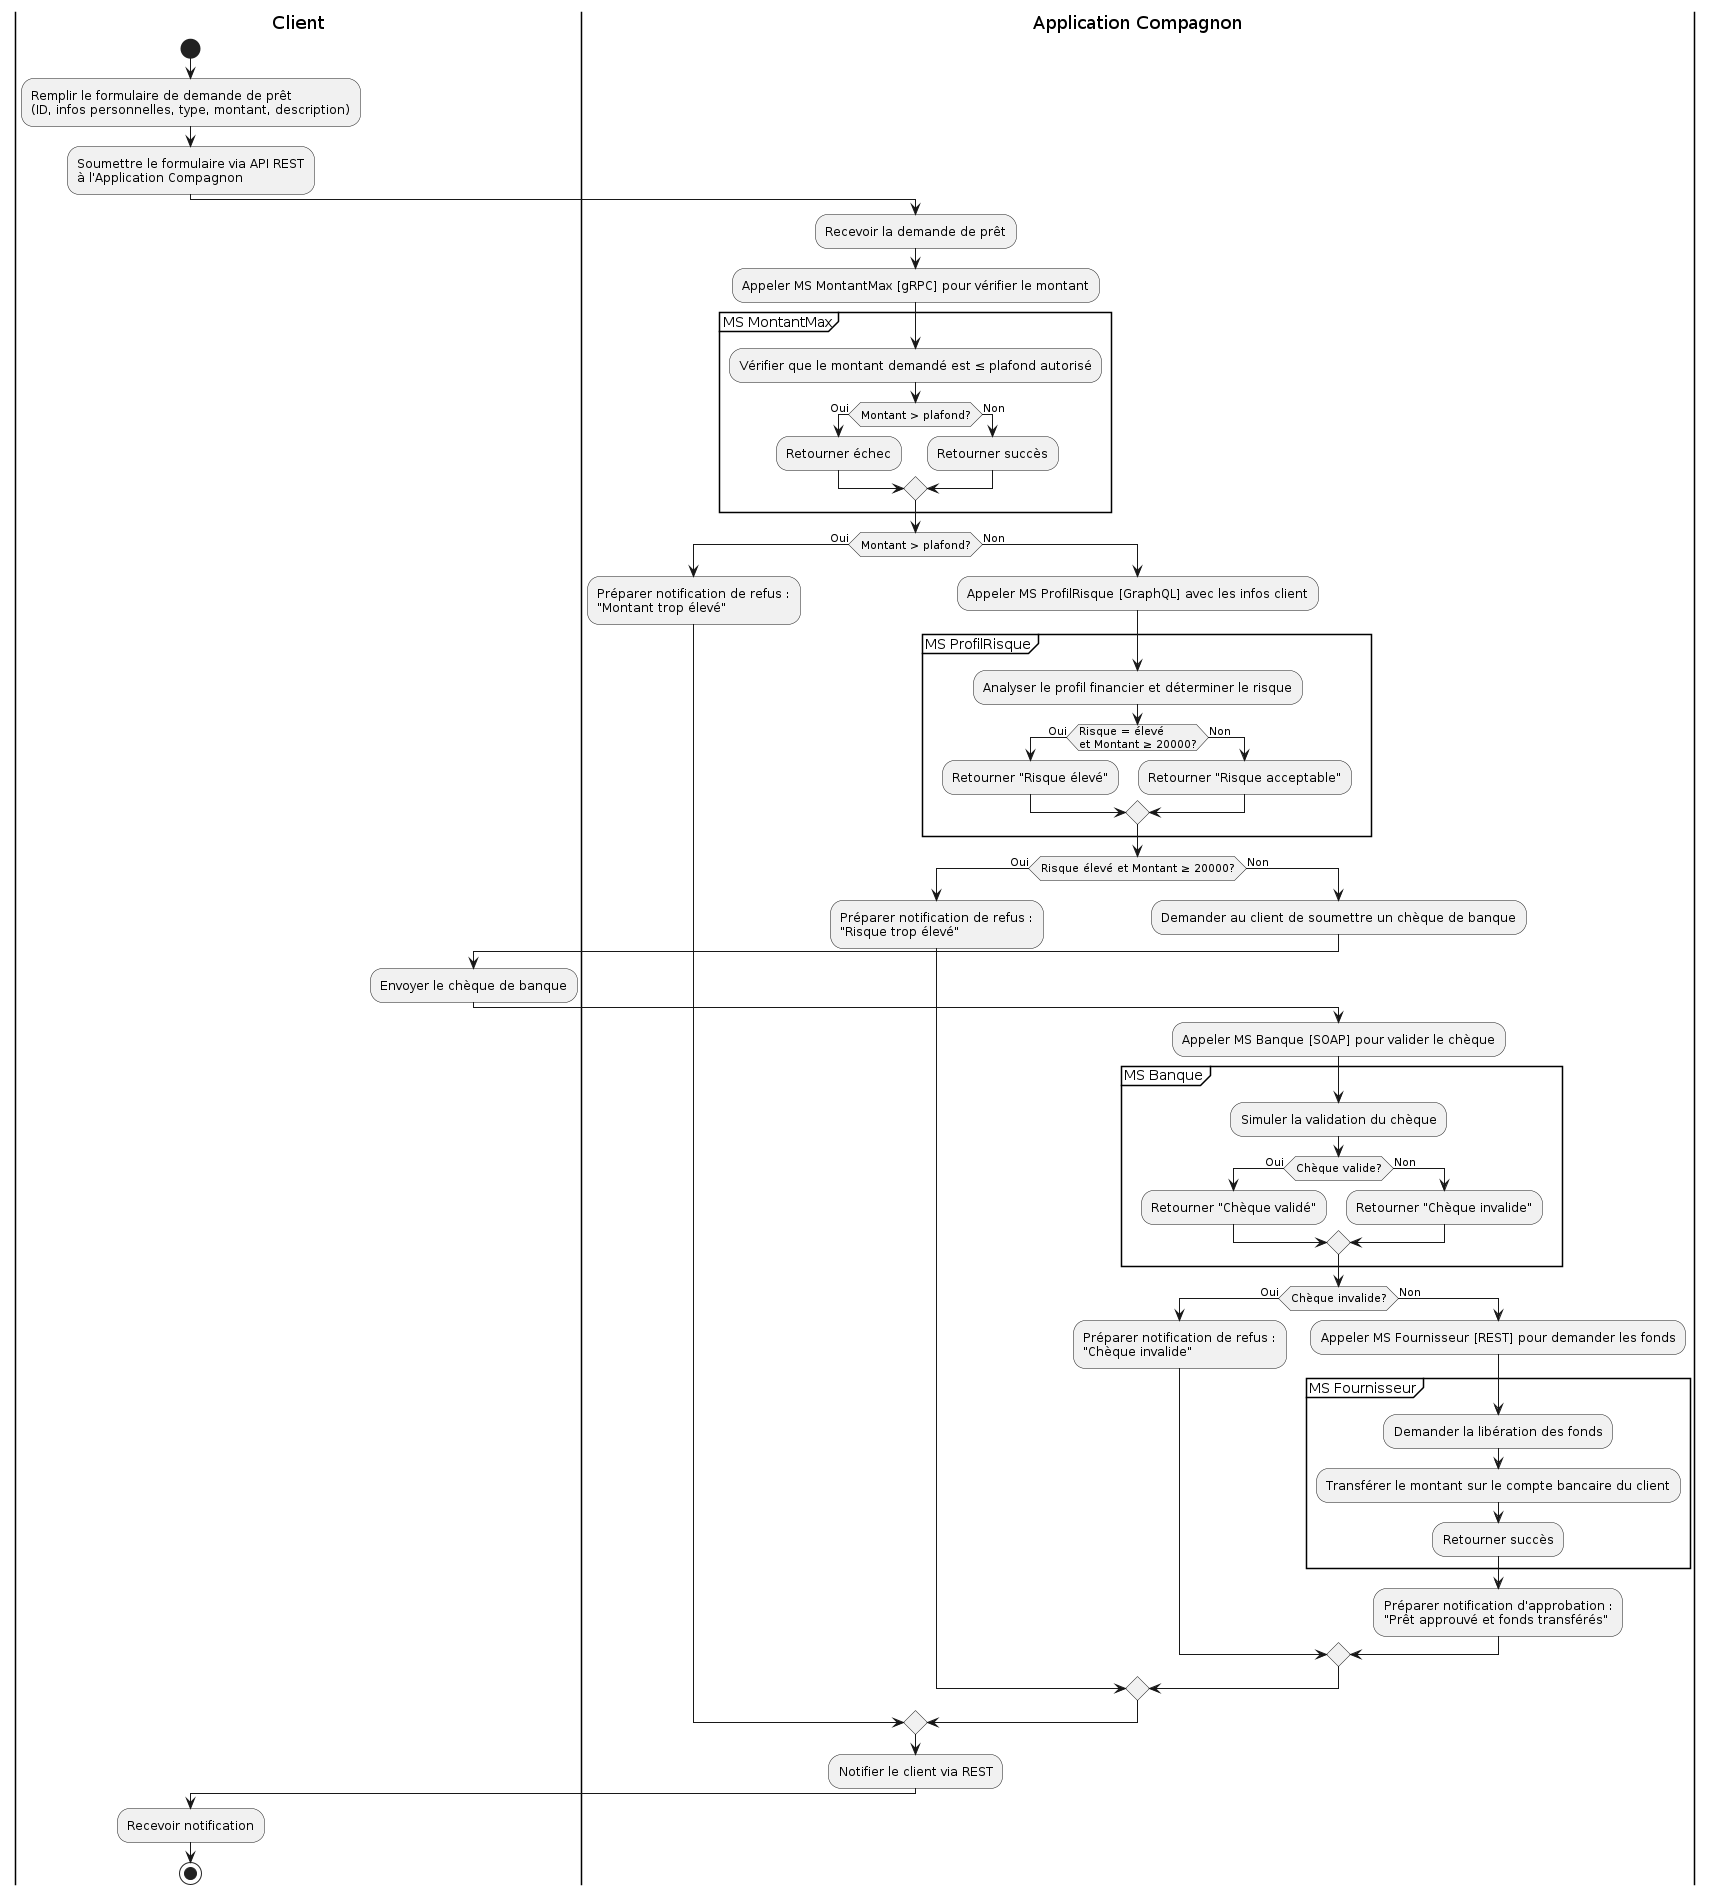 Client
Application Compagnon
Remplir le formulaire de demande de prêt
(ID, infos personnelles, type, montant, description)
Soumettre le formulaire via API REST
à l'Application Compagnon
Recevoir la demande de prêt
Appeler MS MontantMax [gRPC] pour vérifier le montant
MS MontantMax
Vérifier que le montant demandé est ≤ plafond autorisé
Oui
Montant > plafond?
Non
Retourner échec
Retourner succès
Oui
Montant > plafond?
Non
Préparer notification de refus :
"Montant trop élevé"
Appeler MS ProfilRisque [GraphQL] avec les infos client
MS ProfilRisque
Analyser le profil financier et déterminer le risque
Oui
Risque = élevé
et Montant ≥ 20000?
Non
Retourner "Risque élevé"
Retourner "Risque acceptable"
Oui
Risque élevé et Montant ≥ 20000?
Non
Préparer notification de refus :
"Risque trop élevé"
Demander au client de soumettre un chèque de banque
Envoyer le chèque de banque
Appeler MS Banque [SOAP] pour valider le chèque
MS Banque
Simuler la validation du chèque
Oui
Chèque valide?
Non
Retourner "Chèque validé"
Retourner "Chèque invalide"
Oui
Chèque invalide?
Non
Préparer notification de refus :
"Chèque invalide"
Appeler MS Fournisseur [REST] pour demander les fonds
MS Fournisseur
Demander la libération des fonds
Transférer le montant sur le compte bancaire du client
Retourner succès
Préparer notification d'approbation :
"Prêt approuvé et fonds transférés"
Notifier le client via REST
Recevoir notification